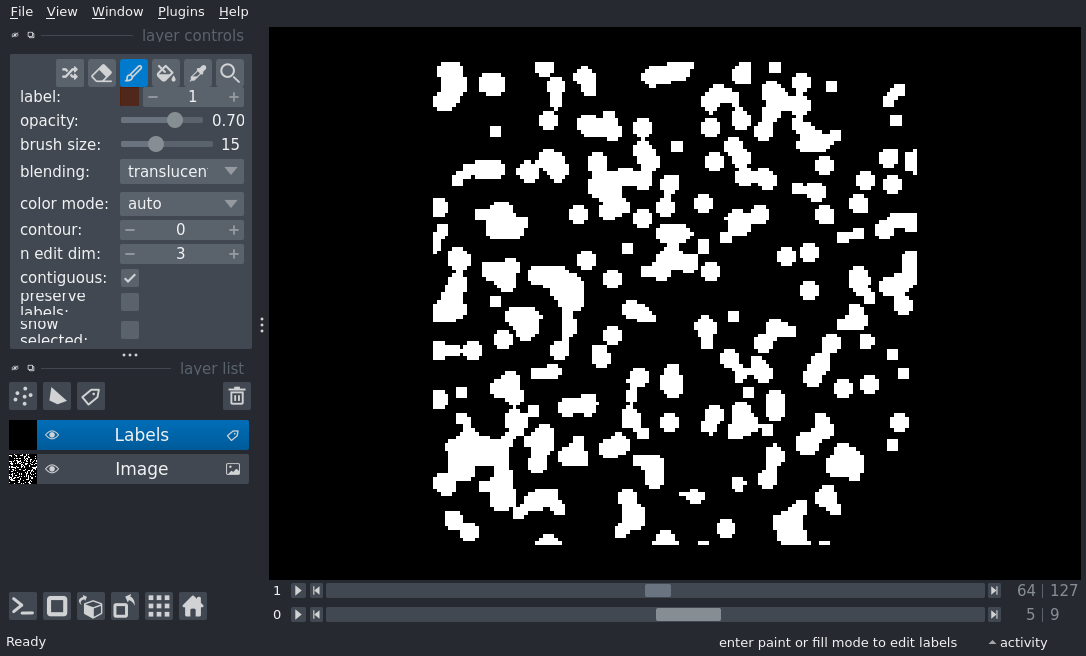 File View Window Plugins Help
layer controls
label: 1
opacity: 0.70
brush size: 15
blending: translucen
color mode: auto
contour: 0
n edit dim: 3
contiguous:
preserve
labels:
show
selected:
layer list
Labels
Image
1 64 127
0 5 9
Ready enter paint or fill mode to edit labels activity